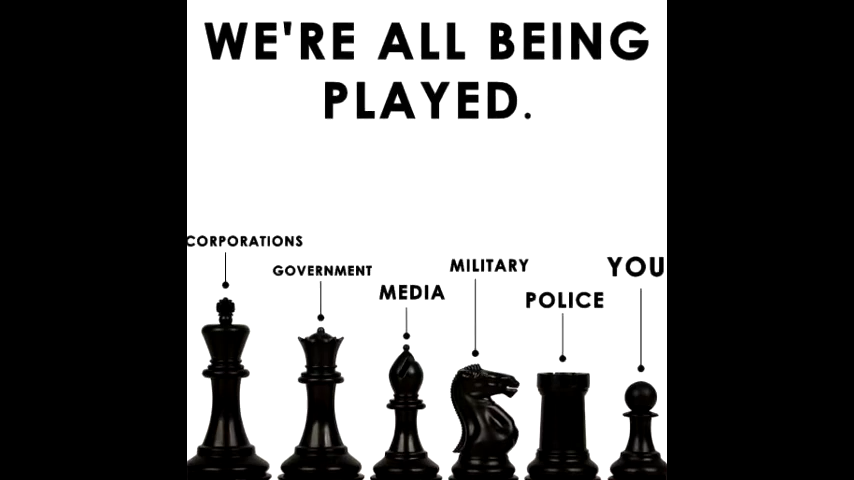 WE'RE ALL BEING
PLAYED.
CORPORATIONS
GOVERNMENT
MEDIA
MILITARY
POLICE
YOU